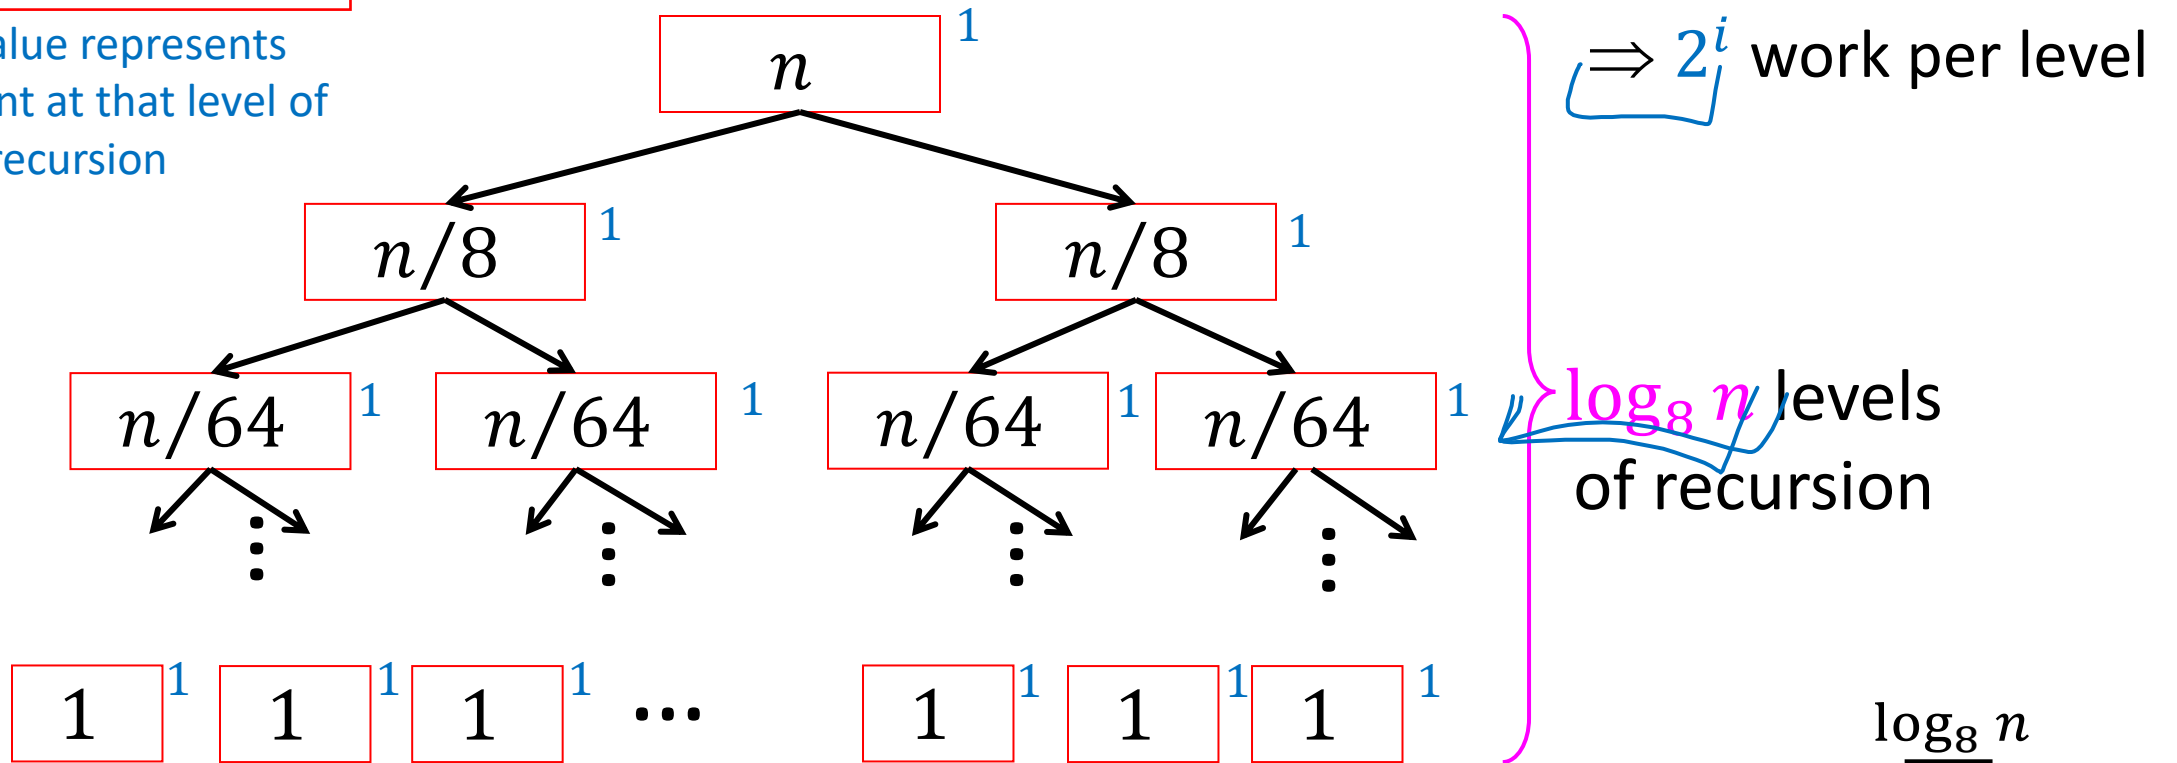 alue represents
nt at that level of
recursion
n 1
⇒ 2^i work per level
n/8 1 n/8 1
n/64 1 n/64 1 n/64 1 n/64 1
log₈ n levels
of recursion
⋮ ⋮ ⋮ ⋮
1 1 1 1 1 1 ⋯ 1 1 1 1 1 1
log₈ n